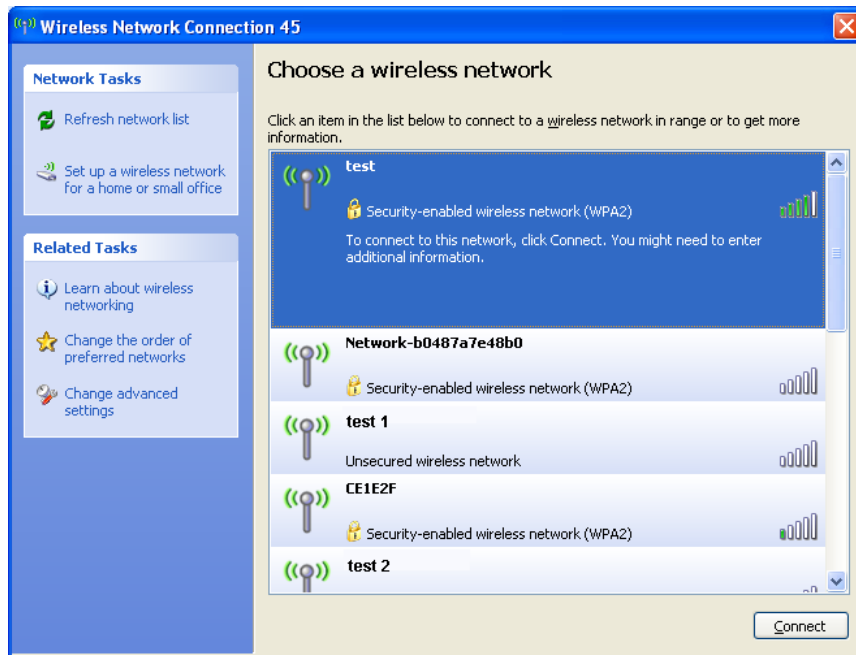 Wireless Network Connection 45
Network Tasks
Refresh network list
Set up a wireless network
for a home or small office
Related Tasks
Learn about wireless
networking
Change the order of
preferred networks
Change advanced
settings
Choose a wireless network
Click an item in the list below to connect to a wireless network in range or to get more
information.
test
Security-enabled wireless network (WPA2)
To connect to this network, click Connect. You might need to enter
additional information.
Network-b0487a7e48b0
Security-enabled wireless network (WPA2)
test 1
Unsecured wireless network
CE1E2F
Security-enabled wireless network (WPA2)
test 2
Connect